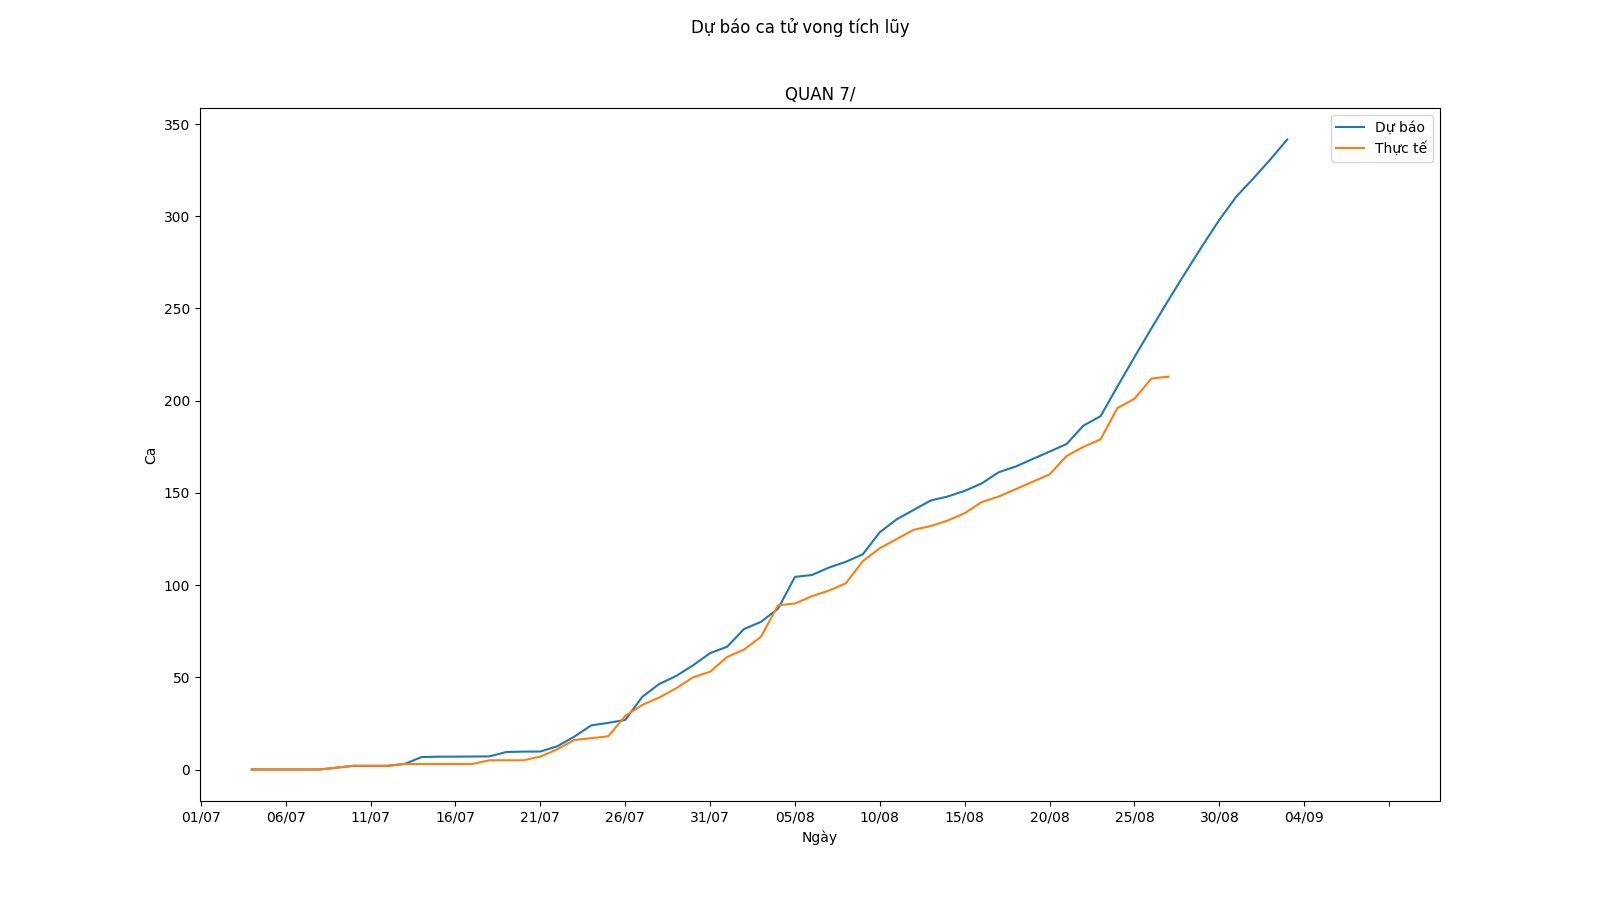 Dự báo ca tử vong tích lũy
QUAN 7/
350
300
250
200
150
100
50
0
Ca
Dự báo
Thực tế
01/07 06/07 11/07 16/07 21/07 26/07 31/07 05/08 10/08 15/08 20/08 25/08 30/08 04/09
Ngày